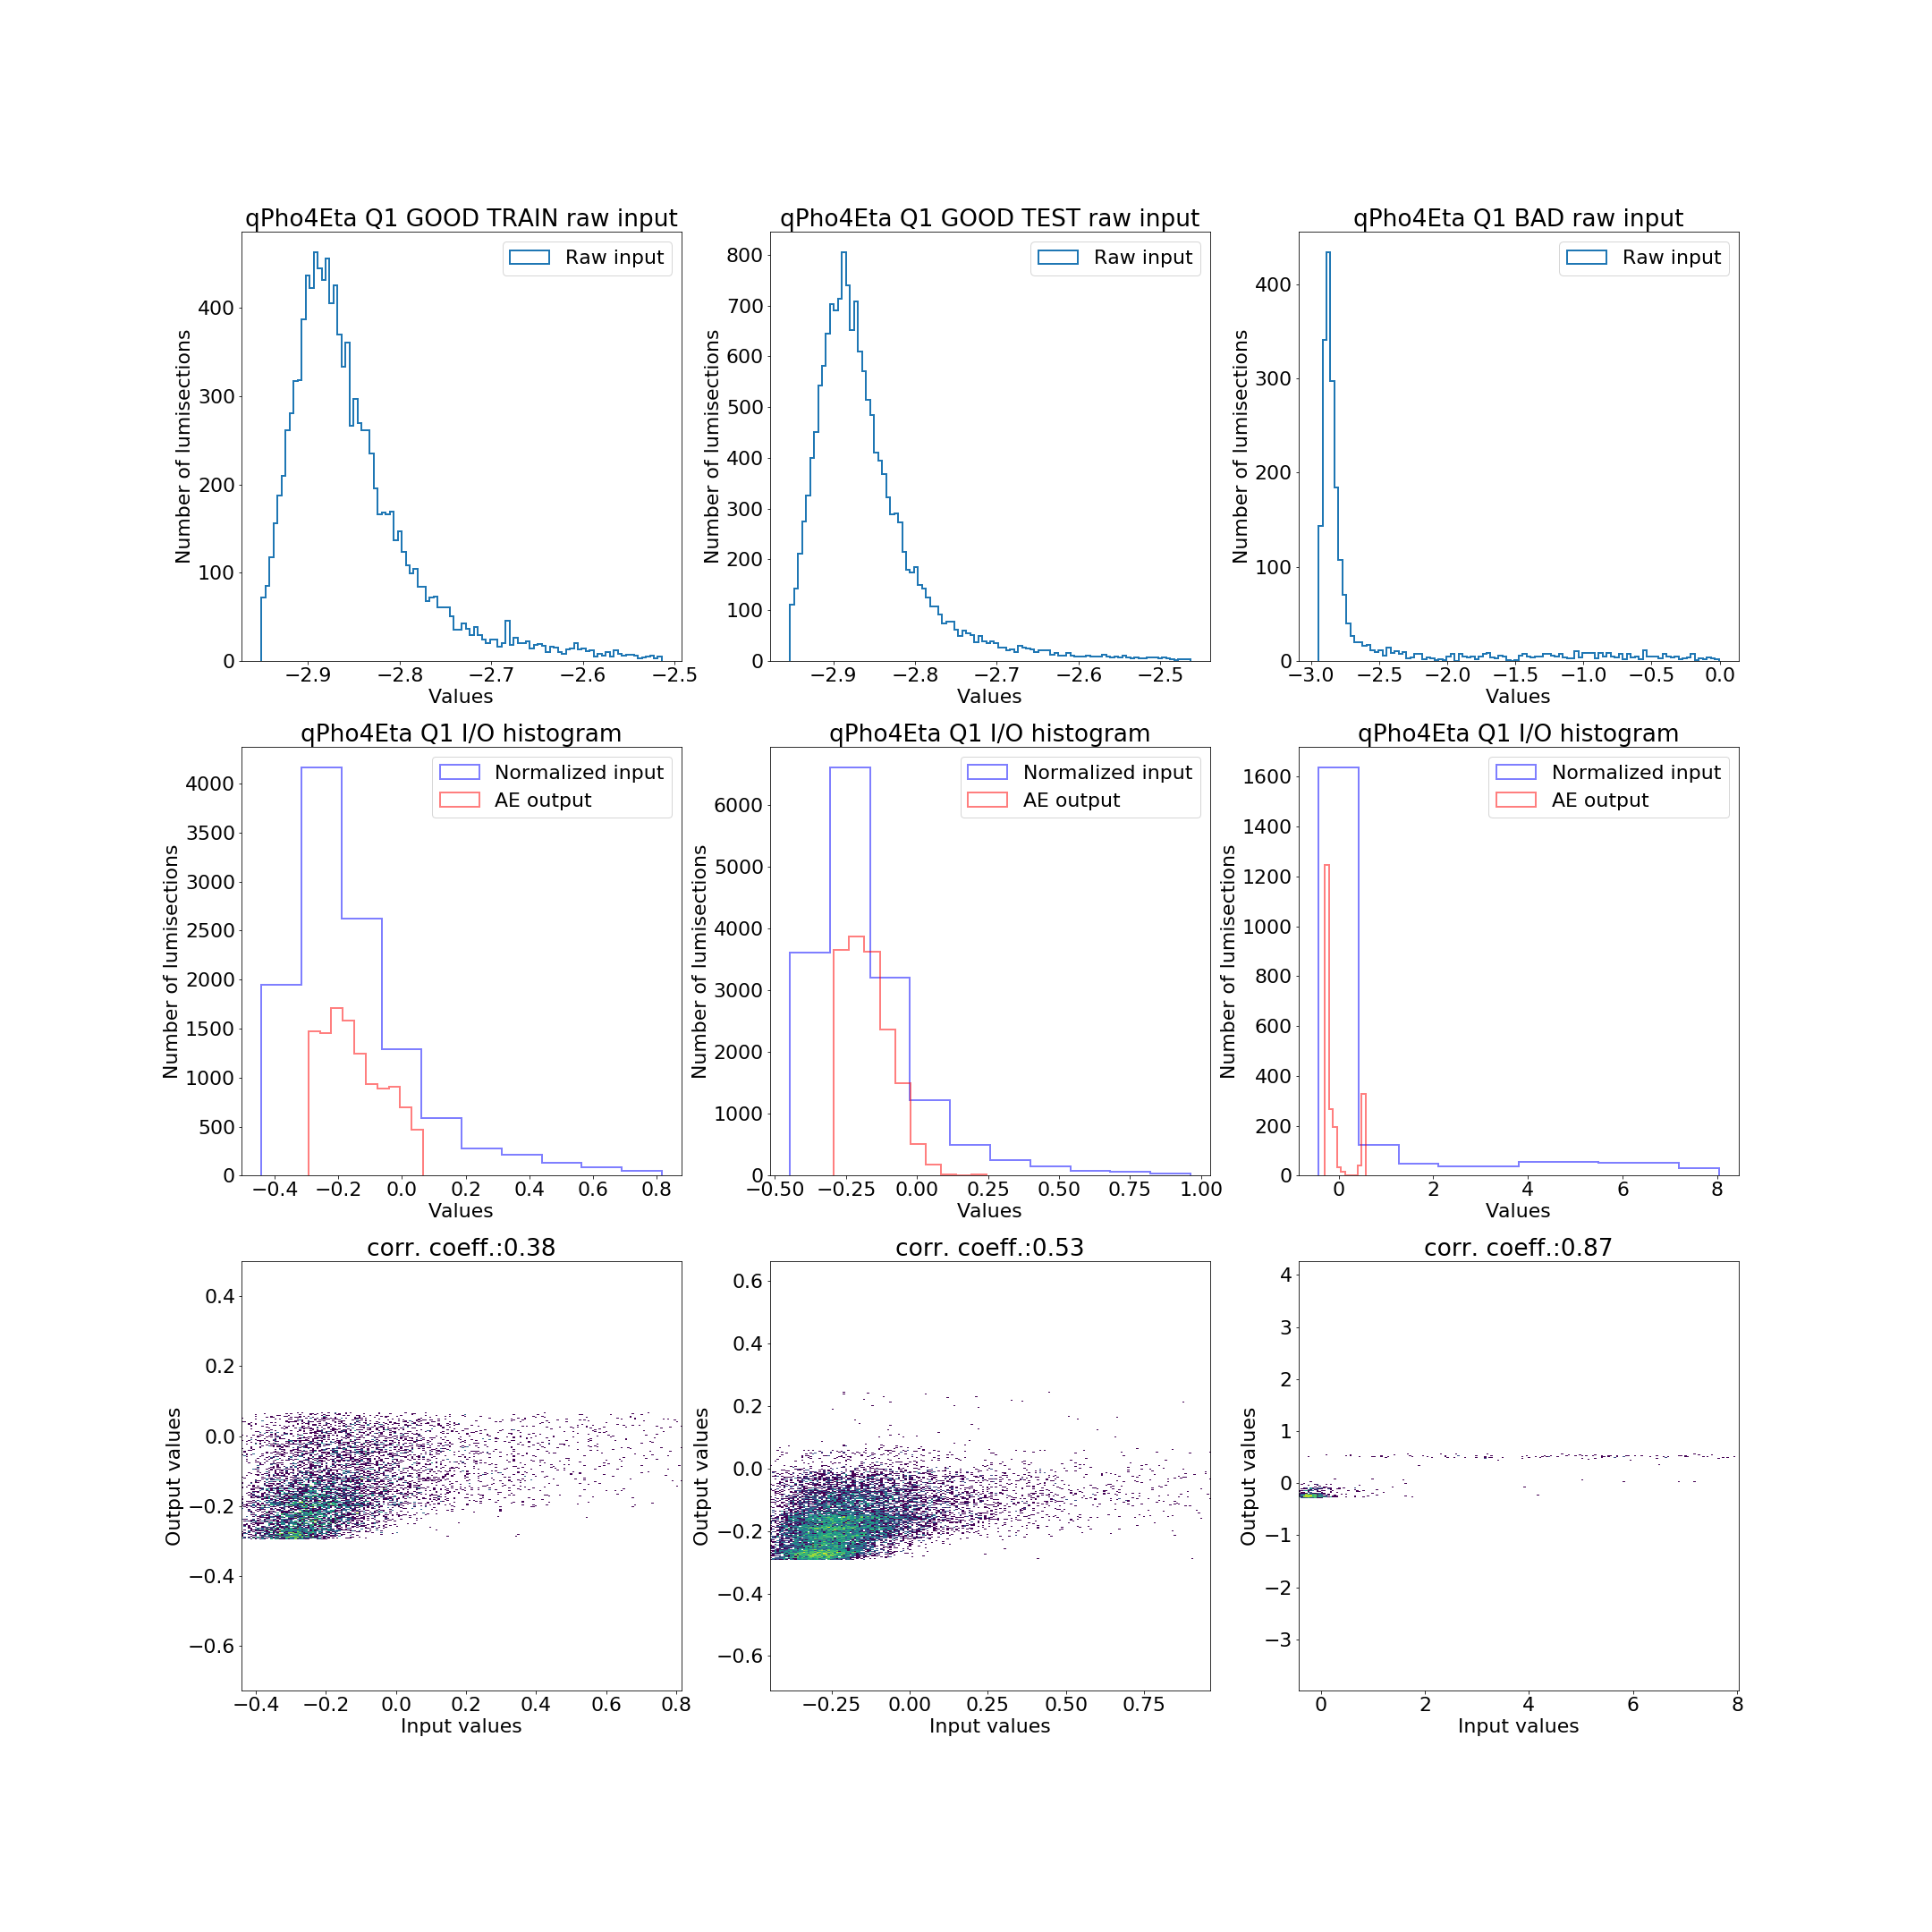 qPho4Eta Q1 GOOD TRAIN raw input
Raw input
Number of lumisections
400
300
200
100
0
−2.9 −2.8 −2.7 −2.6 −2.5
Values
qPho4Eta Q1 GOOD TEST raw input
Raw input
Number of lumisections
800
700
600
500
400
300
200
100
0
−2.9 −2.8 −2.7 −2.6 −2.5
Values
qPho4Eta Q1 BAD raw input
Raw input
Number of lumisections
400
300
200
100
0
−3.0 −2.5 −2.0 −1.5 −1.0 −0.5 0.0
Values
qPho4Eta Q1 I/O histogram
Normalized input
AE output
Number of lumisections
4000
3500
3000
2500
2000
1500
1000
500
0
−0.4 −0.2 0.0 0.2 0.4 0.6 0.8
Values
qPho4Eta Q1 I/O histogram
Normalized input
AE output
Number of lumisections
6000
5000
4000
3000
2000
1000
0
−0.50 −0.25 0.00 0.25 0.50 0.75 1.00
Values
qPho4Eta Q1 I/O histogram
Normalized input
AE output
Number of lumisections
1600
1400
1200
1000
800
600
400
200
0
0 2 4 6 8
Values
corr. coeff.:0.38
Output values
0.4
0.2
0.0
−0.2
−0.4
−0.6
−0.4 −0.2 0.0 0.2 0.4 0.6 0.8
Input values
corr. coeff.:0.53
Output values
0.6
0.4
0.2
0.0
−0.2
−0.4
−0.6
−0.25 0.00 0.25 0.50 0.75
Input values
corr. coeff.:0.87
Output values
4
3
2
1
0
−1
−2
−3
0 2 4 6 8
Input values